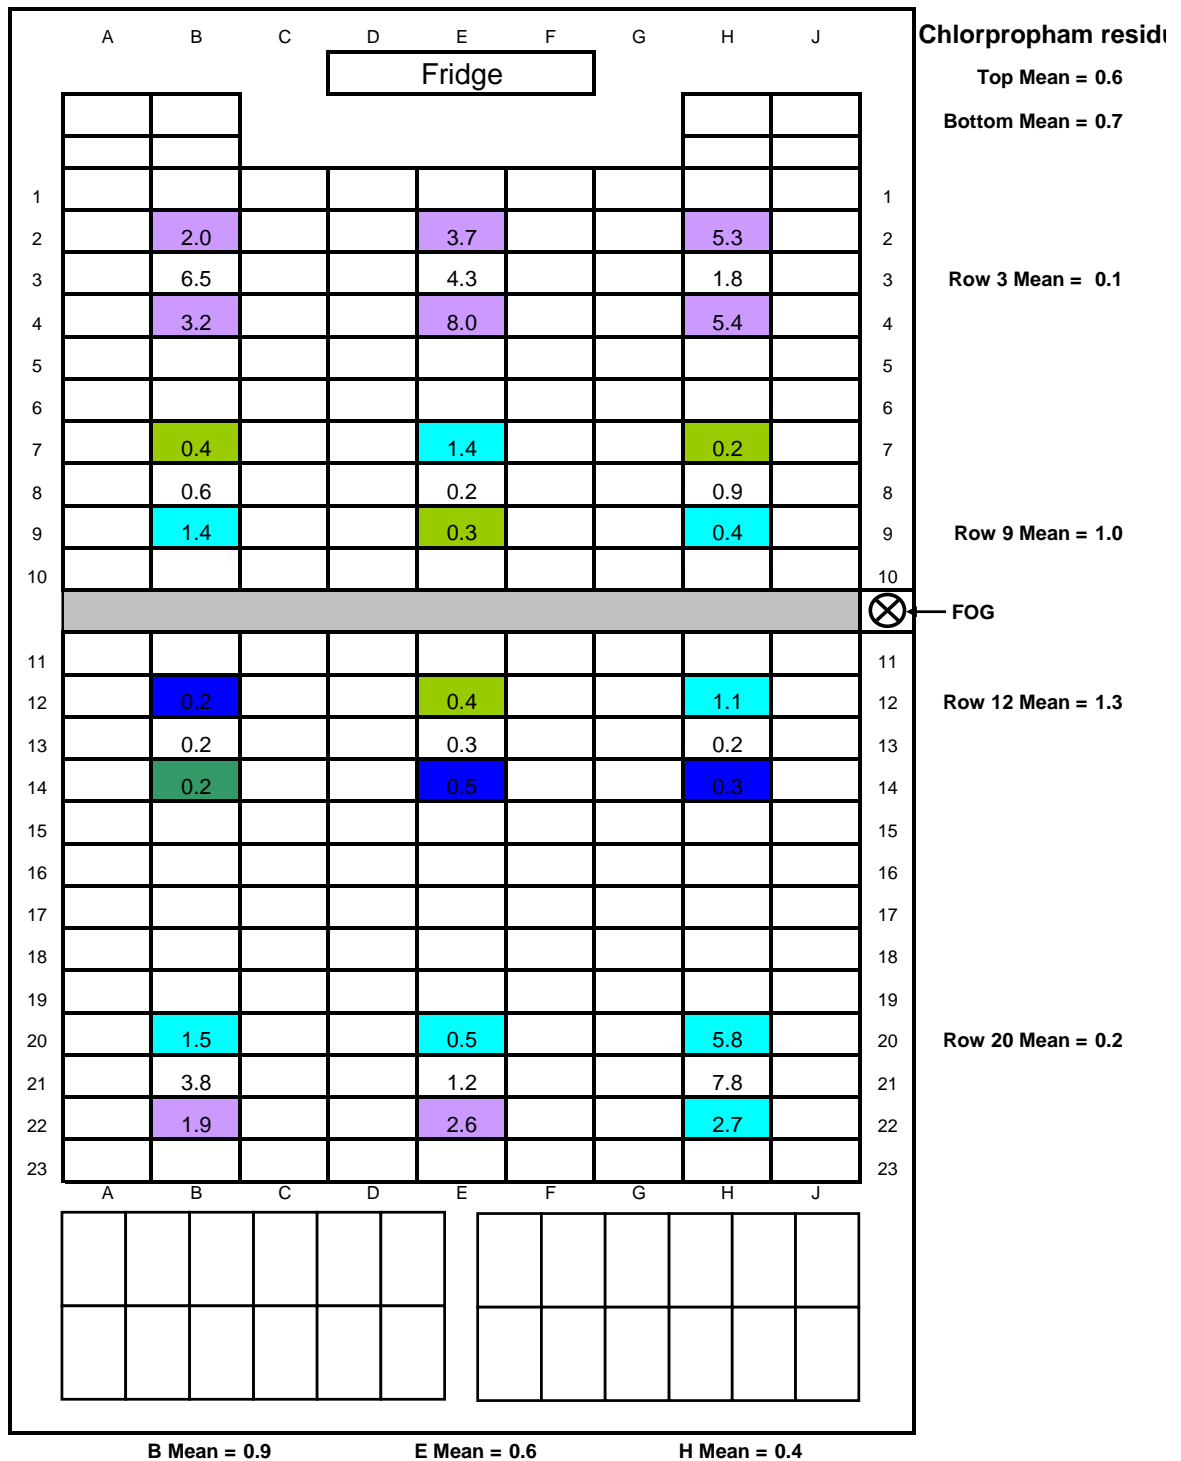 A B C D E F G H J
Chlorpropham resid
Fridge
Top Mean = 0.6
Bottom Mean = 0.7
1 1
2 2.0 3.7 5.3 2
3 6.5 4.3 1.8 3 Row 3 Mean = 0.1
4 3.2 8.0 5.4 4
5 5
6 6
7 0.4 1.4 0.2 7
8 0.6 0.2 0.9 8
9 1.4 0.3 0.4 9 Row 9 Mean = 1.0
10 10
FOG
11 11
12 0.2 0.4 1.1 12 Row 12 Mean = 1.3
13 0.2 0.3 0.2 13
14 0.2 0.5 0.3 14
15 15
16 16
17 17
18 18
19 19
20 1.5 0.5 5.8 20 Row 20 Mean = 0.2
21 3.8 1.2 7.8 21
22 1.9 2.6 2.7 22
23 23
A B C D E F G H J
B Mean = 0.9 E Mean = 0.6 H Mean = 0.4